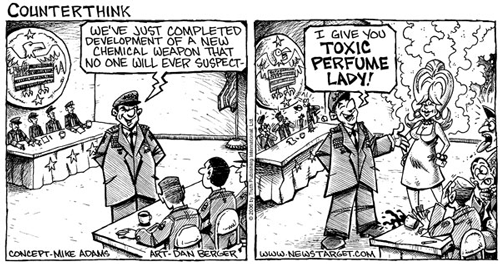 COUNTERTHINK
WE'VE JUST COMPLETED
DEVELOPMENT OF A NEW
CHEMICAL WEAPON THAT
NO ONE WILL EVER SUSPECT-
I GIVE YOU
TOXIC
PERFUME
LADY!
CONCEPT-MIKE ADAMS
ART-DAN BERGER
WWW.NEWSTARGET.COM